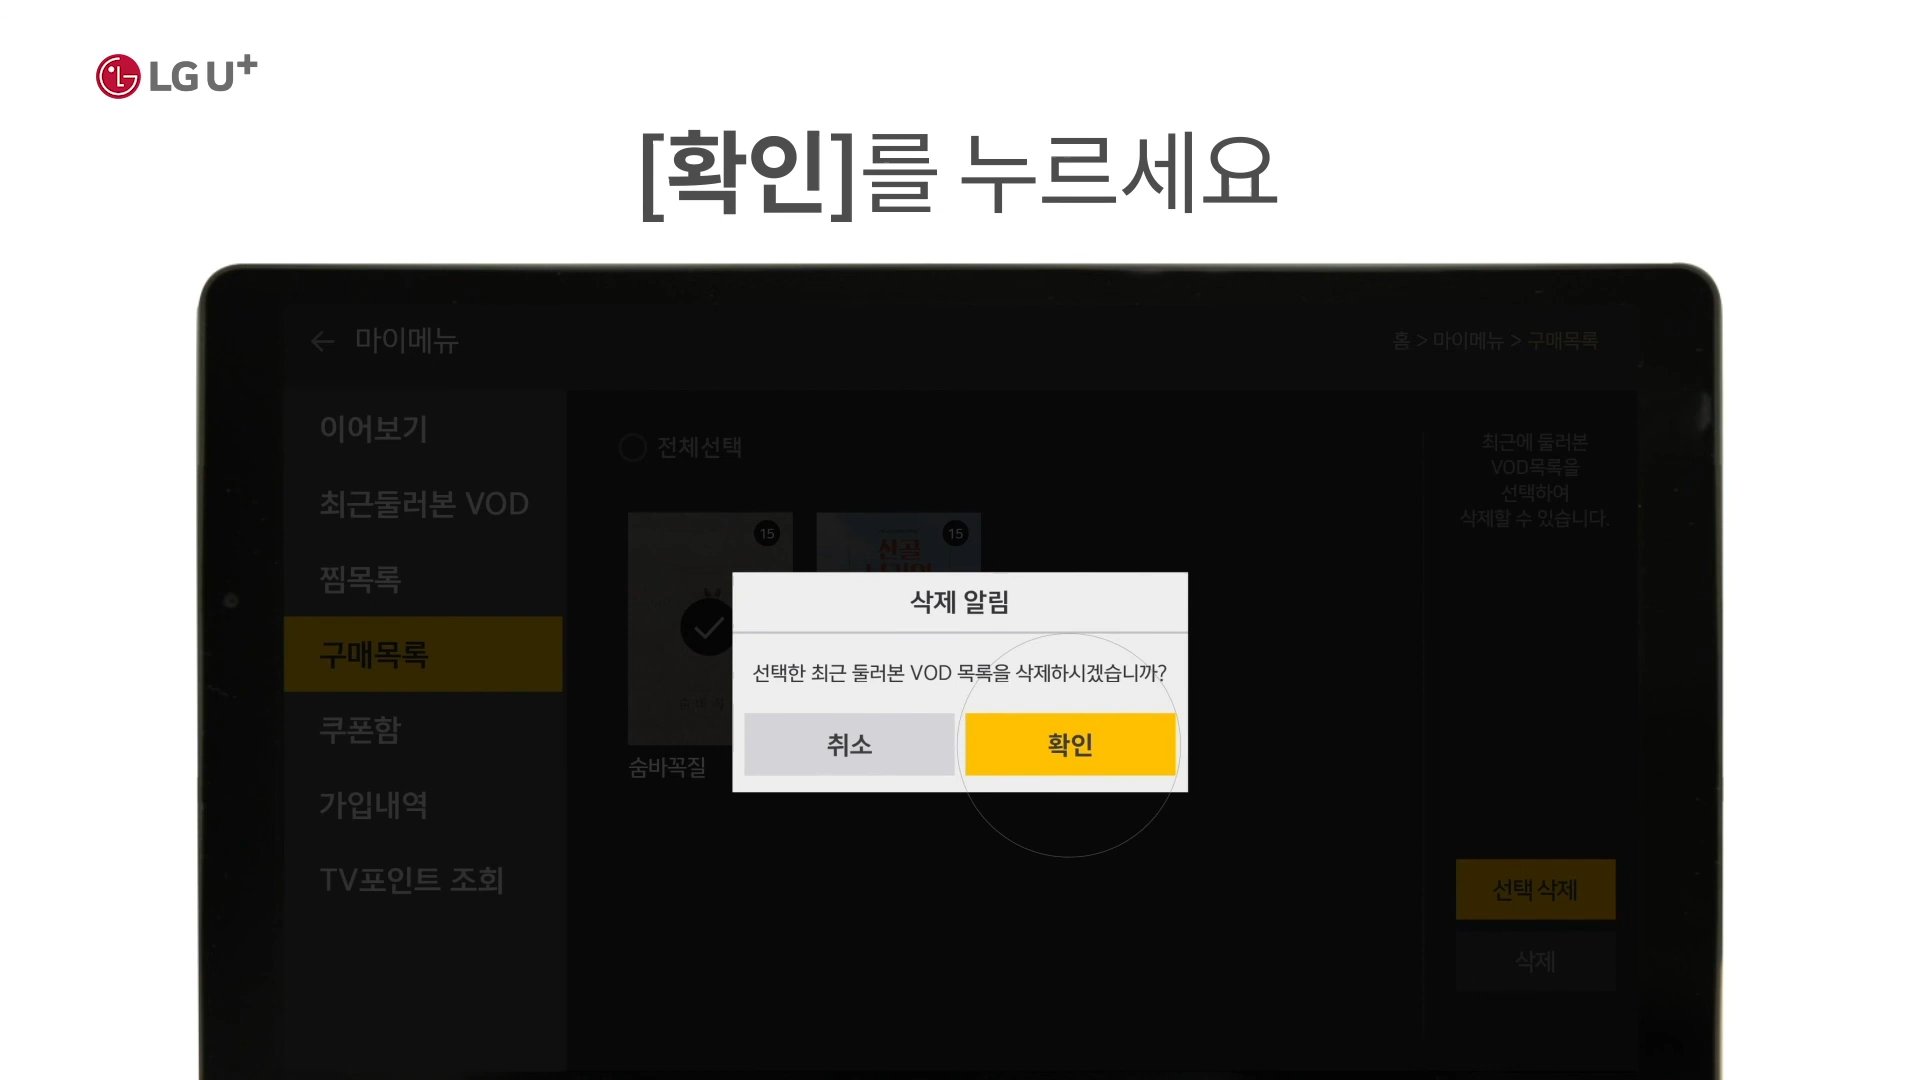 LG U+
[확인]를 누르세요
마이메뉴
홈 > 마이메뉴 > 구매목록
이어보기
최근둘러본 VOD
찜목록
구매목록
쿠폰함
가입내역
TV포인트 조회
전체선택
15
15
산골
숨바꼭질
삭제 알림
선택한 최근 둘러본 VOD 목록을 삭제하시겠습니까?
취소
확인
최근에 둘러본
VOD목록을
선택하여
삭제할 수 있습니다.
선택 삭제
삭제